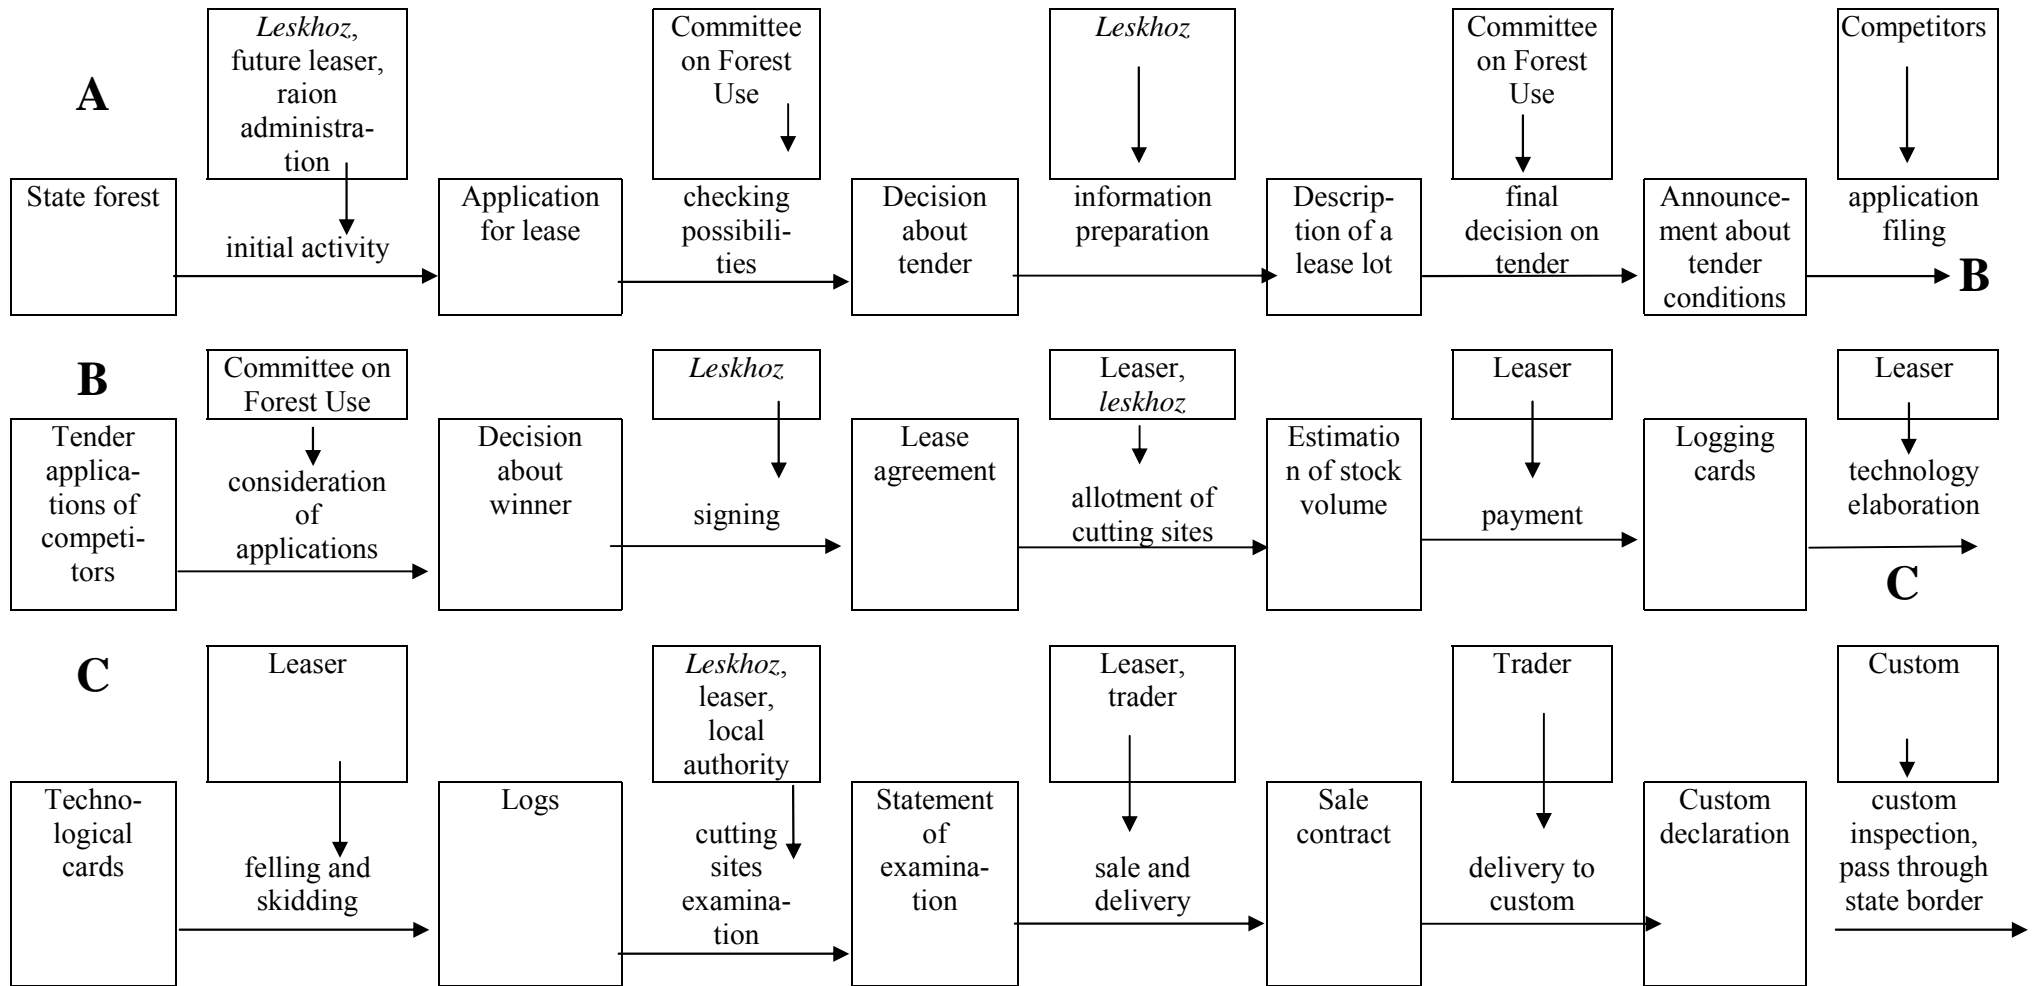 A
Leskhoz,
future leaser,
raion
administra-
tion
Committee
on Forest
Use
Leskhoz
Committee
on Forest
Use
Competitors
State forest
initial activity
Application
for lease
checking
possibili-
ties
Decision
about
tender
information
preparation
Descrip-
tion of a
lease lot
final
decision on
tender
Announce-
ment about
tender
conditions
application
filing
B
B
Committee on
Forest Use
Leskhoz
Leaser,
leskhoz
Leaser
Leaser
Tender
applica-
tions of
competi-
tors
consideration
of
applications
Decision
about
winner
signing
Lease
agreement
allotment of
cutting sites
Estimatio
n of stock
volume
payment
Logging
cards
technology
elaboration
C
C
Leaser
Leskhoz,
leaser,
local
authority
Leaser,
trader
Trader
Custom
Techno-
logical
cards
felling and
skidding
Logs
cutting
sites
examina-
tion
Statement
of
examina-
tion
sale and
delivery
Sale
contract
delivery to
custom
Custom
declaration
custom
inspection,
pass through
state border